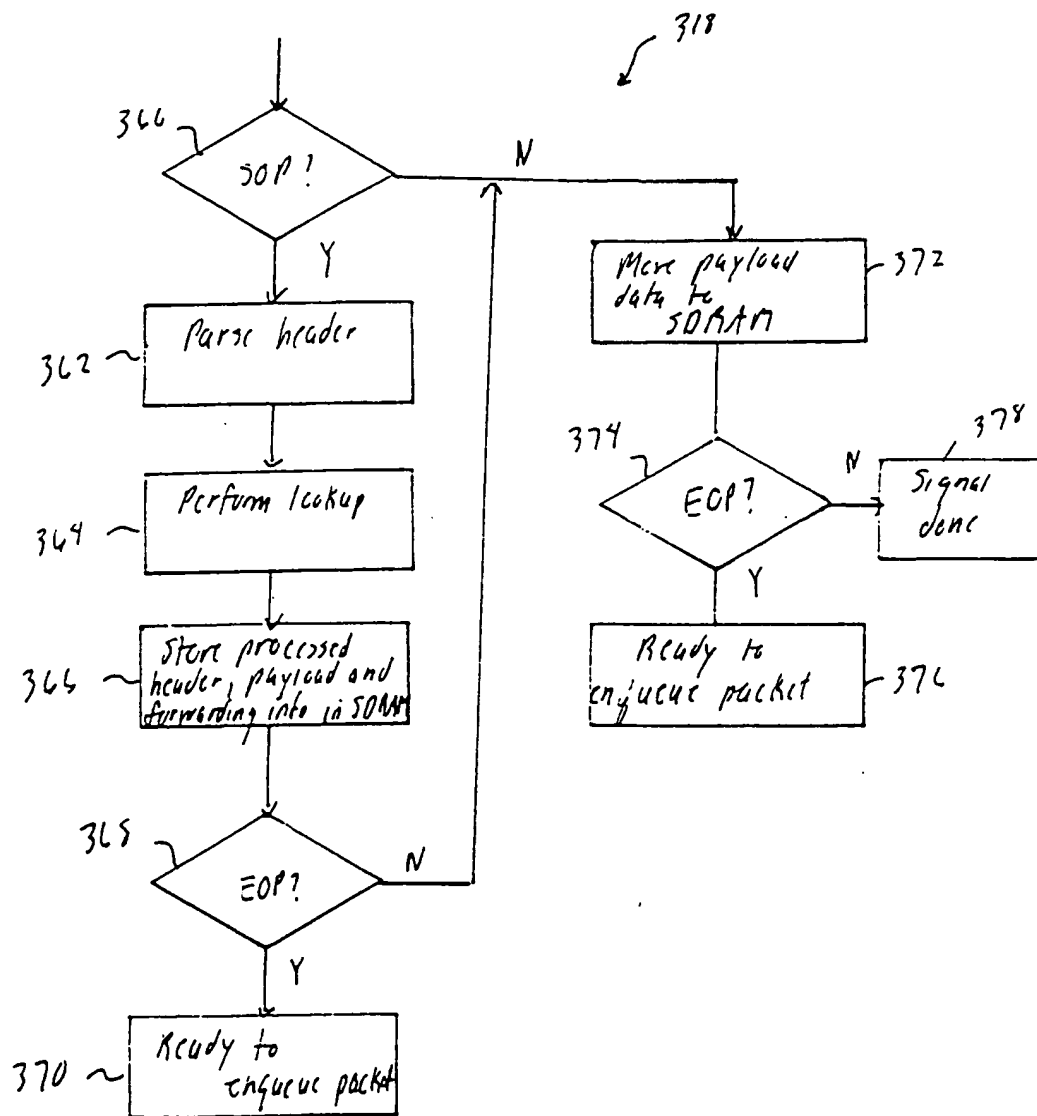 318
366
SOP?
N
Y
Parse header
362
Move payload
data to
SDRAM
372
Perform lookup
364
374
EOP?
N
378
Signal
done
Y
Store processed
header, payload and
forwarding info in SDRAM
366
Ready to
enqueue packet
376
368
EOP?
N
Y
Ready to
enqueue packet
370